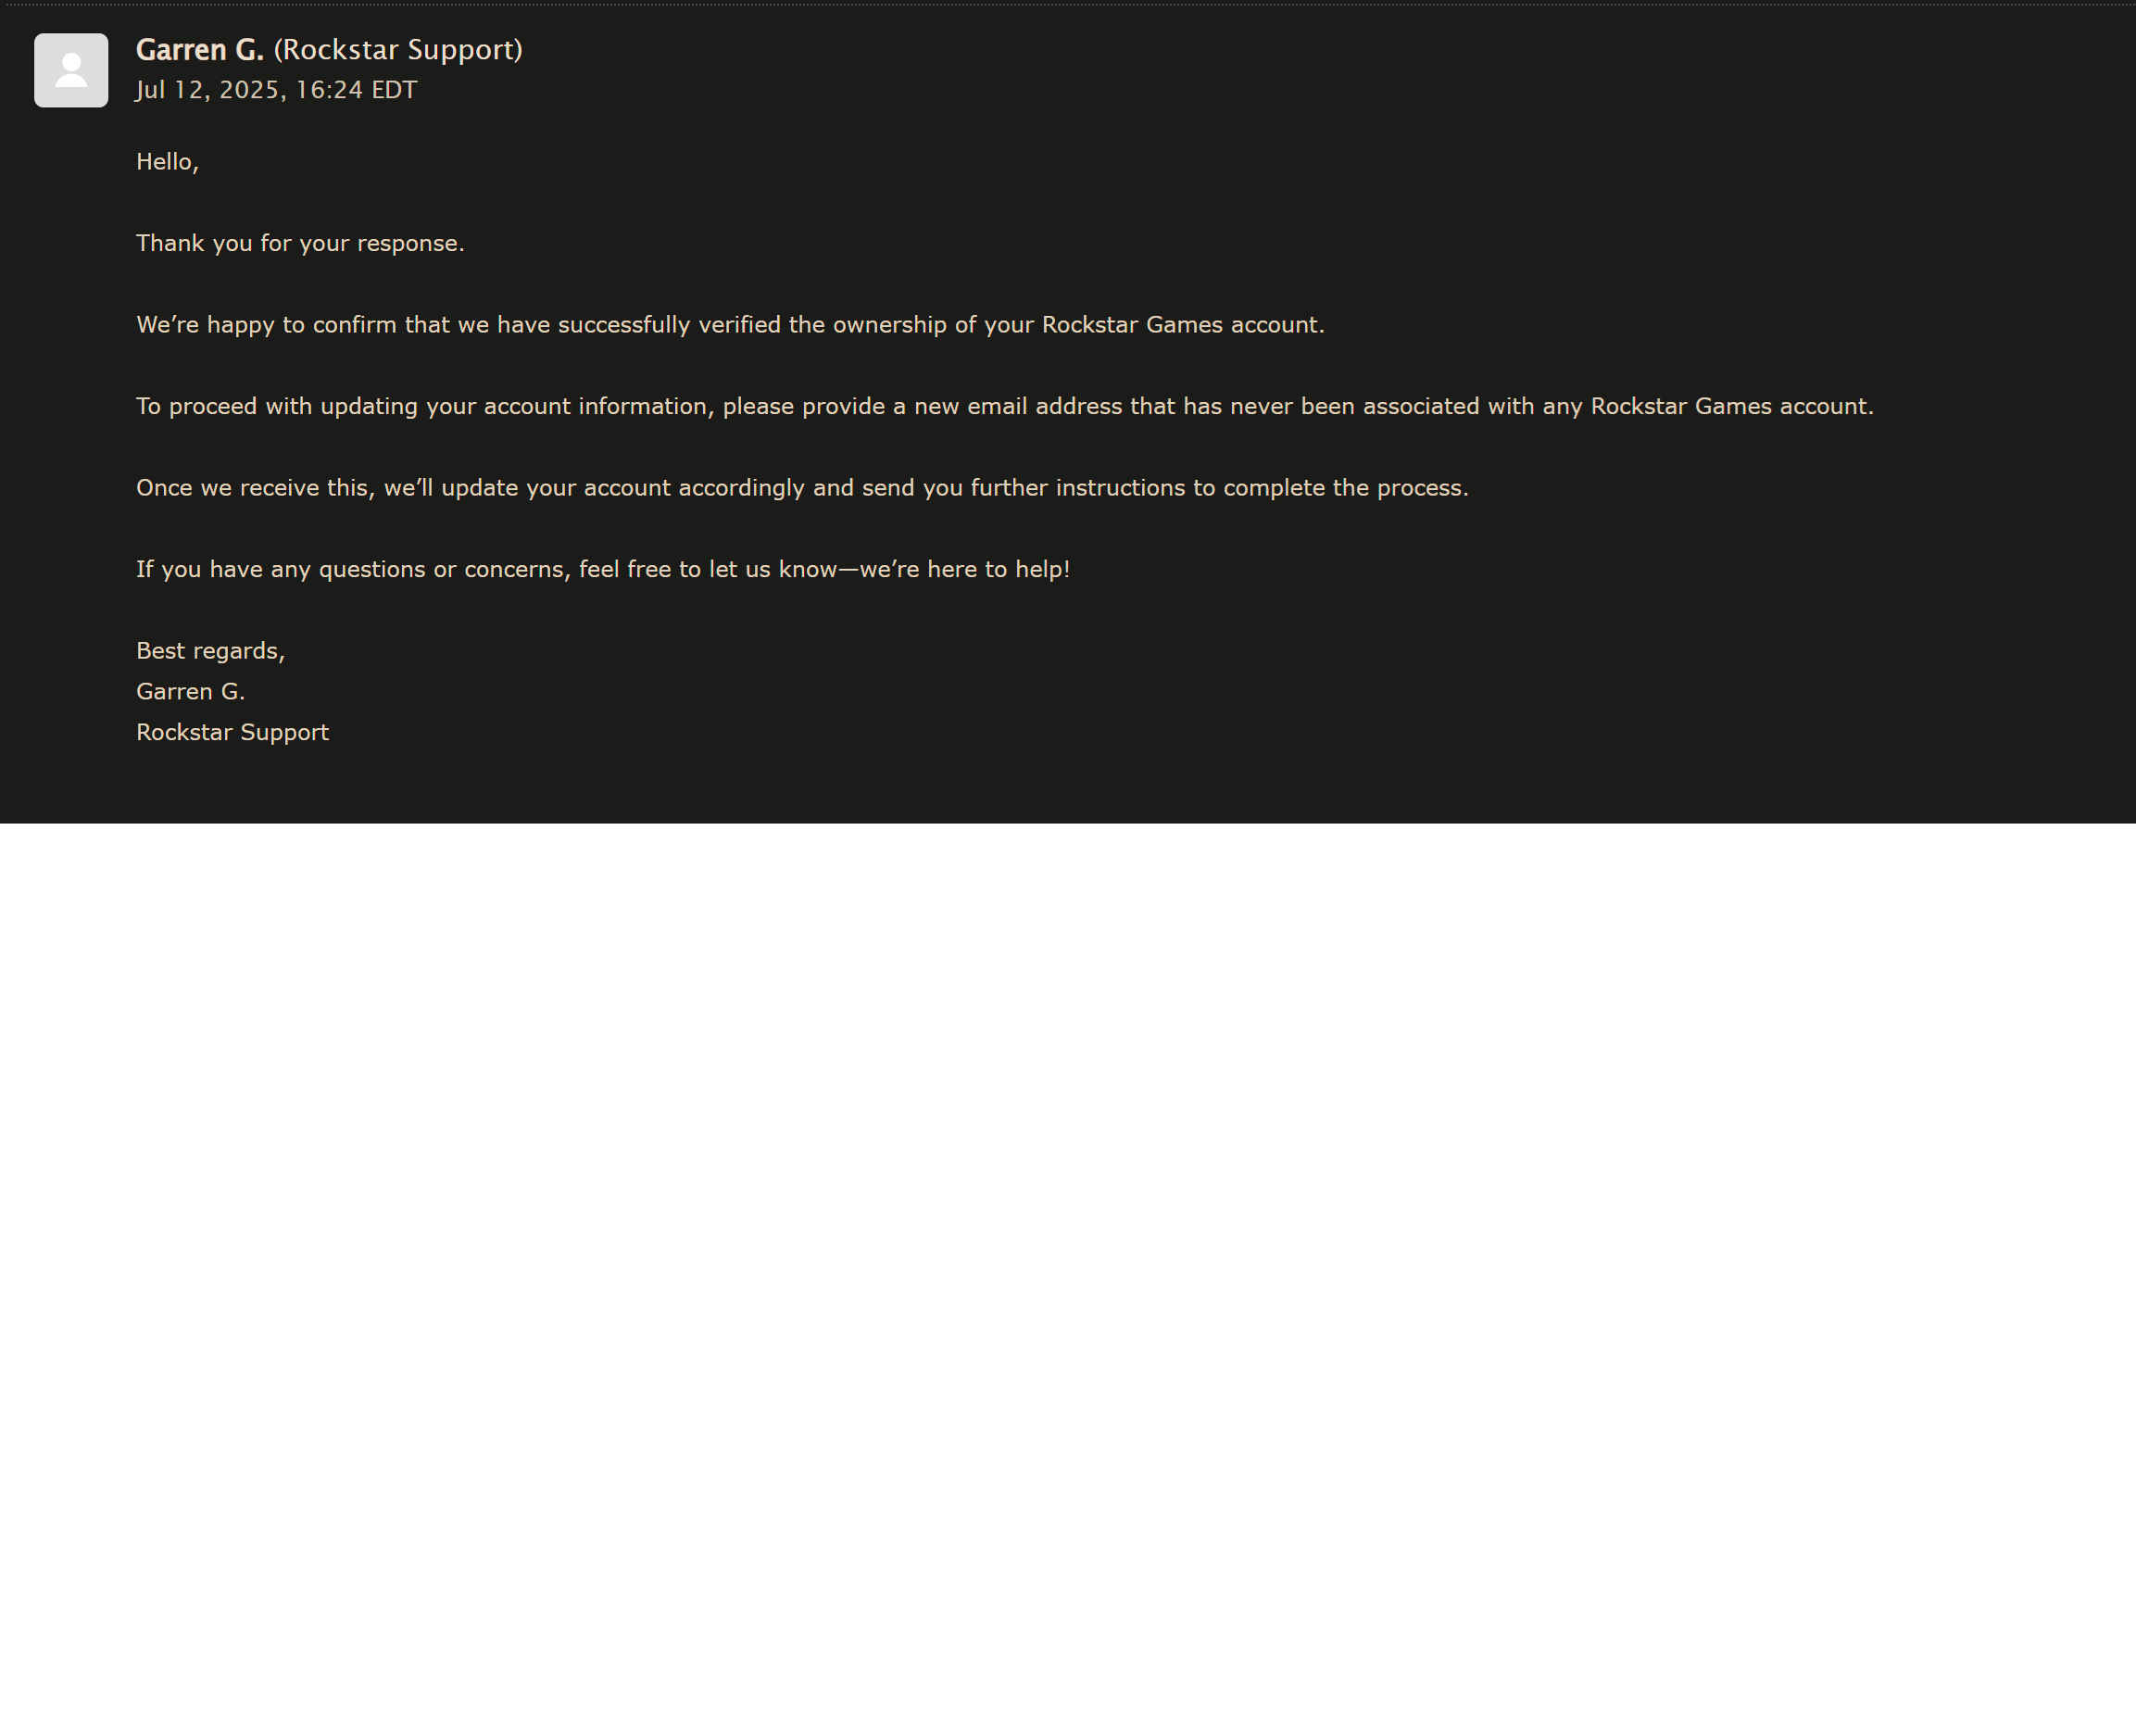 Garren G. (Rockstar Support)
Jul 12, 2025, 16:24 EDT
Hello,
Thank you for your response.
We’re happy to confirm that we have successfully verified the ownership of your Rockstar Games account.
To proceed with updating your account information, please provide a new email address that has never been associated with any Rockstar Games account.
Once we receive this, we’ll update your account accordingly and send you further instructions to complete the process.
If you have any questions or concerns, feel free to let us know—we’re here to help!
Best regards,
Garren G.
Rockstar Support